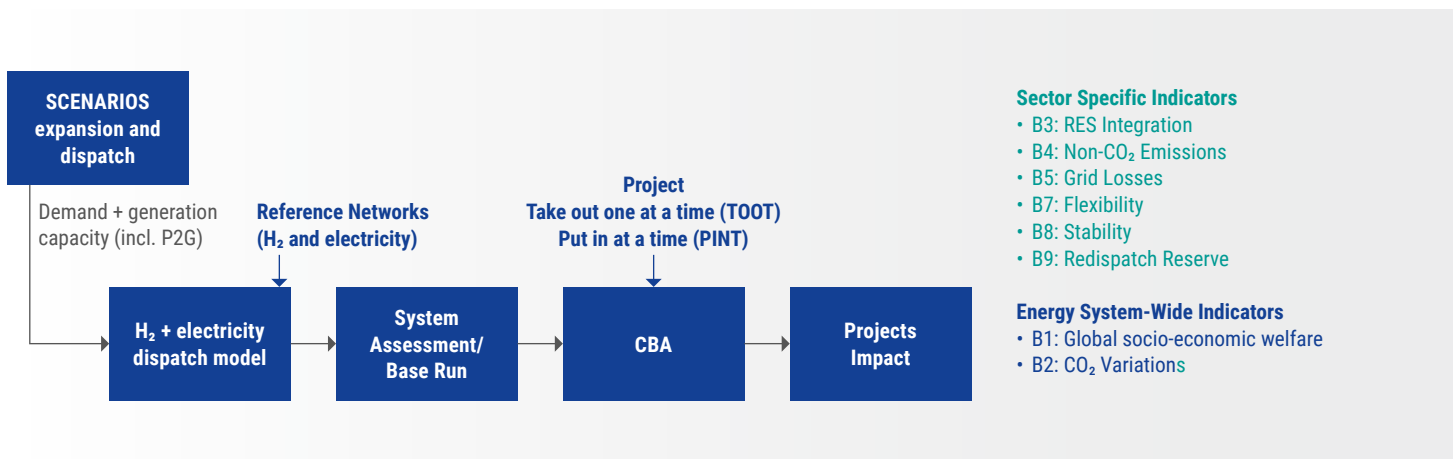 SCENARIOS
expansion and
dispatch
Demand + generation
capacity (incl. P2G)
Reference Networks
(H₂ and electricity)
Project
Take out one at a time (TOOT)
Put in at a time (PINT)
H₂ + electricity
dispatch model
System
Assessment/
Base Run
CBA
Projects
Impact
Sector Specific Indicators
• B3: RES Integration
• B4: Non-CO₂ Emissions
• B5: Grid Losses
• B7: Flexibility
• B8: Stability
• B9: Redispatch Reserve
Energy System-Wide Indicators
• B1: Global socio-economic welfare
• B2: CO₂ Variations